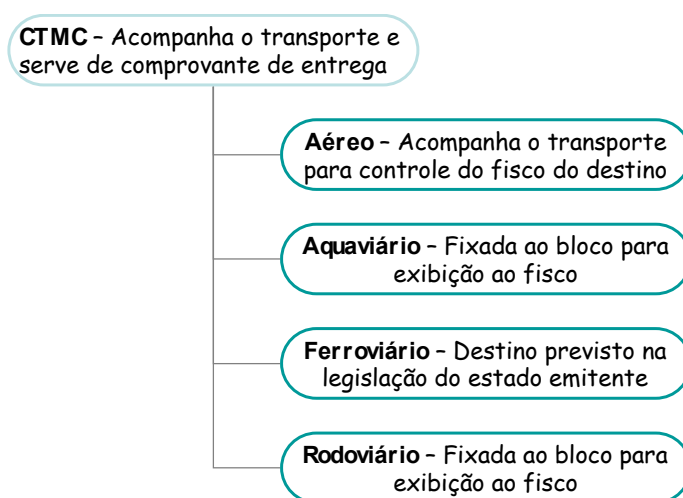 CTMC – Acompanha o transporte e
serve de comprovante de entrega
Aéreo – Acompanha o transporte
para controle do fisco do destino
Aquaviário – Fixada ao bloco para
exibição ao fisco
Ferroviário – Destino previsto na
legislação do estado emitente
Rodoviário – Fixada ao bloco para
exibição ao fisco